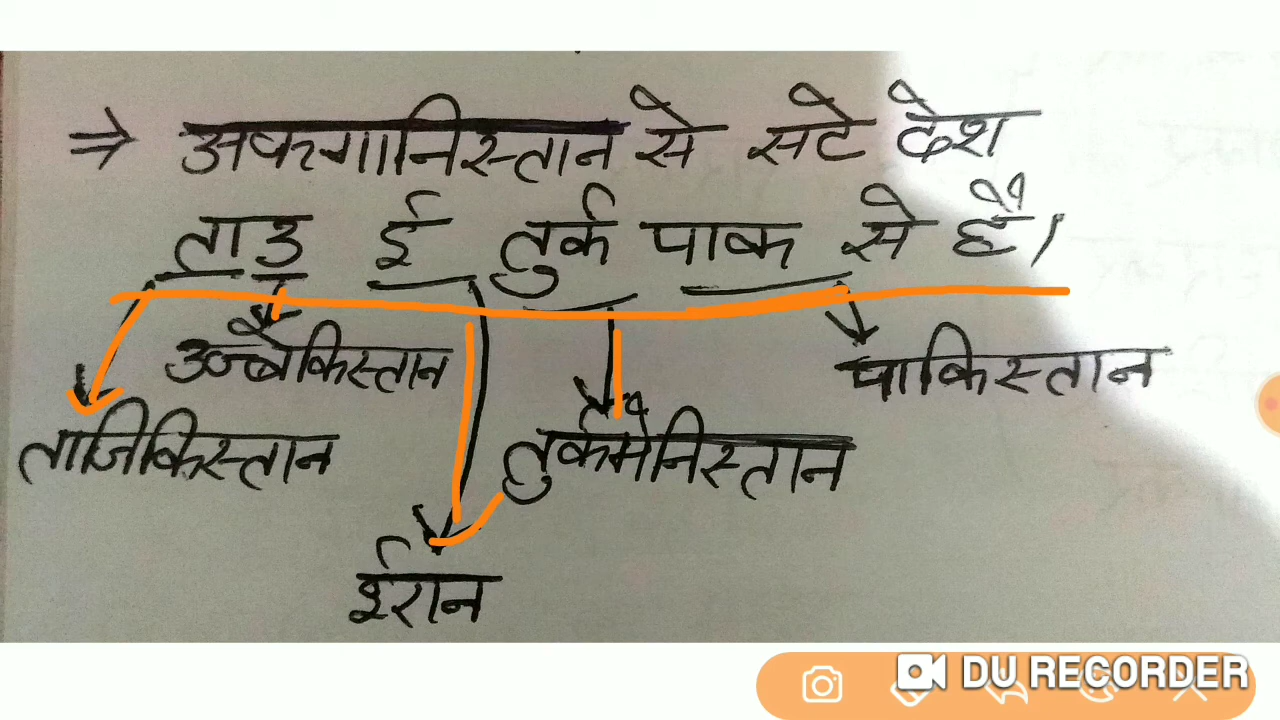 ⇒ अफगानिस्तान से सटे देश
ताउ ई तुर्क पाक से है।
उज्बेकिस्तान
पाकिस्तान
ताजिकिस्तान
तुर्कमेनिस्तान
ईरान
DU RECORDER